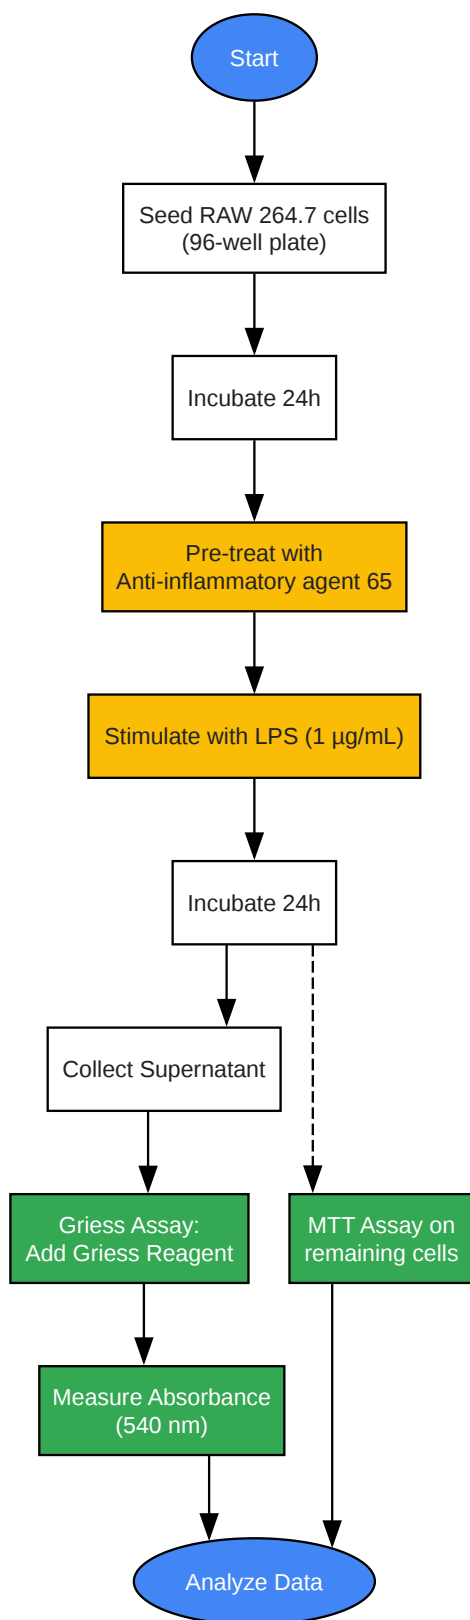 Start
Seed RAW 264.7 cells
(96-well plate)
Incubate 24h
Pre-treat with
Anti-inflammatory agent 65
Stimulate with LPS (1 µg/mL)
Incubate 24h
Collect Supernatant
Griess Assay:
Add Griess Reagent
MTT Assay on
remaining cells
Measure Absorbance
(540 nm)
Analyze Data